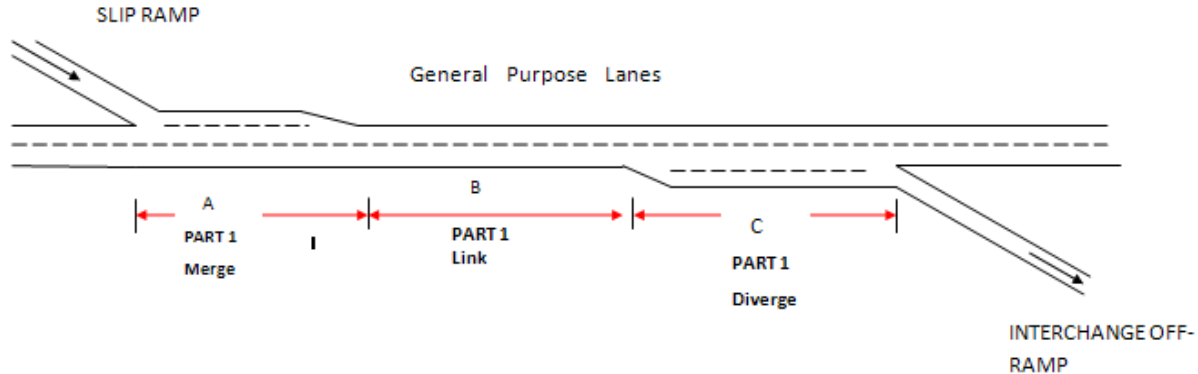 SLIP RAMP
General Purpose Lanes
A
PART 1
Merge
B
PART 1
Link
C
PART 1
Diverge
INTERCHANGE OFF-
RAMP